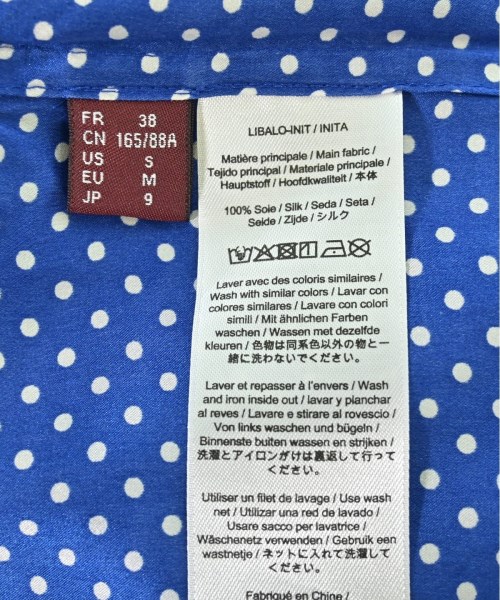 FR 38
CN 165/88A
US S
EU M
JP 9
LIBALO-INIT / INITA
Matière principale / Main fabric /
Tejido principal / Materiale principale /
Hauptstoff / Hoofdkwaliteit / 本体
100% Soie / Silk / Seda / Seta /
Seide / Zijde / シルク
Laver avec des coloris similaires /
Wash with similar colors / Lavar con
colores similares / Lavare con colori
simili / Mit ähnlichen Farben
waschen / Wassen met dezelfde
kleuren / 色物は同系色以外の物と一
緒に洗わないでください。
Laver et repasser à l'envers / Wash
and iron inside out / lavar y planchar
al reves / Lavare e stirare al rovescio /
Von links waschen und bügeln /
Binnenste buiten wassen en strijken /
洗濯とアイロンがけは裏返して行って
ください。
Utiliser un filet de lavage / Use wash
net / Utilizar una red de lavado /
Usare sacco per lavatrice /
Wäschenetz verwenden / Gebruik een
wasnetje / ネットに入れて洗濯して
ください。
Fabriqué en Chine /